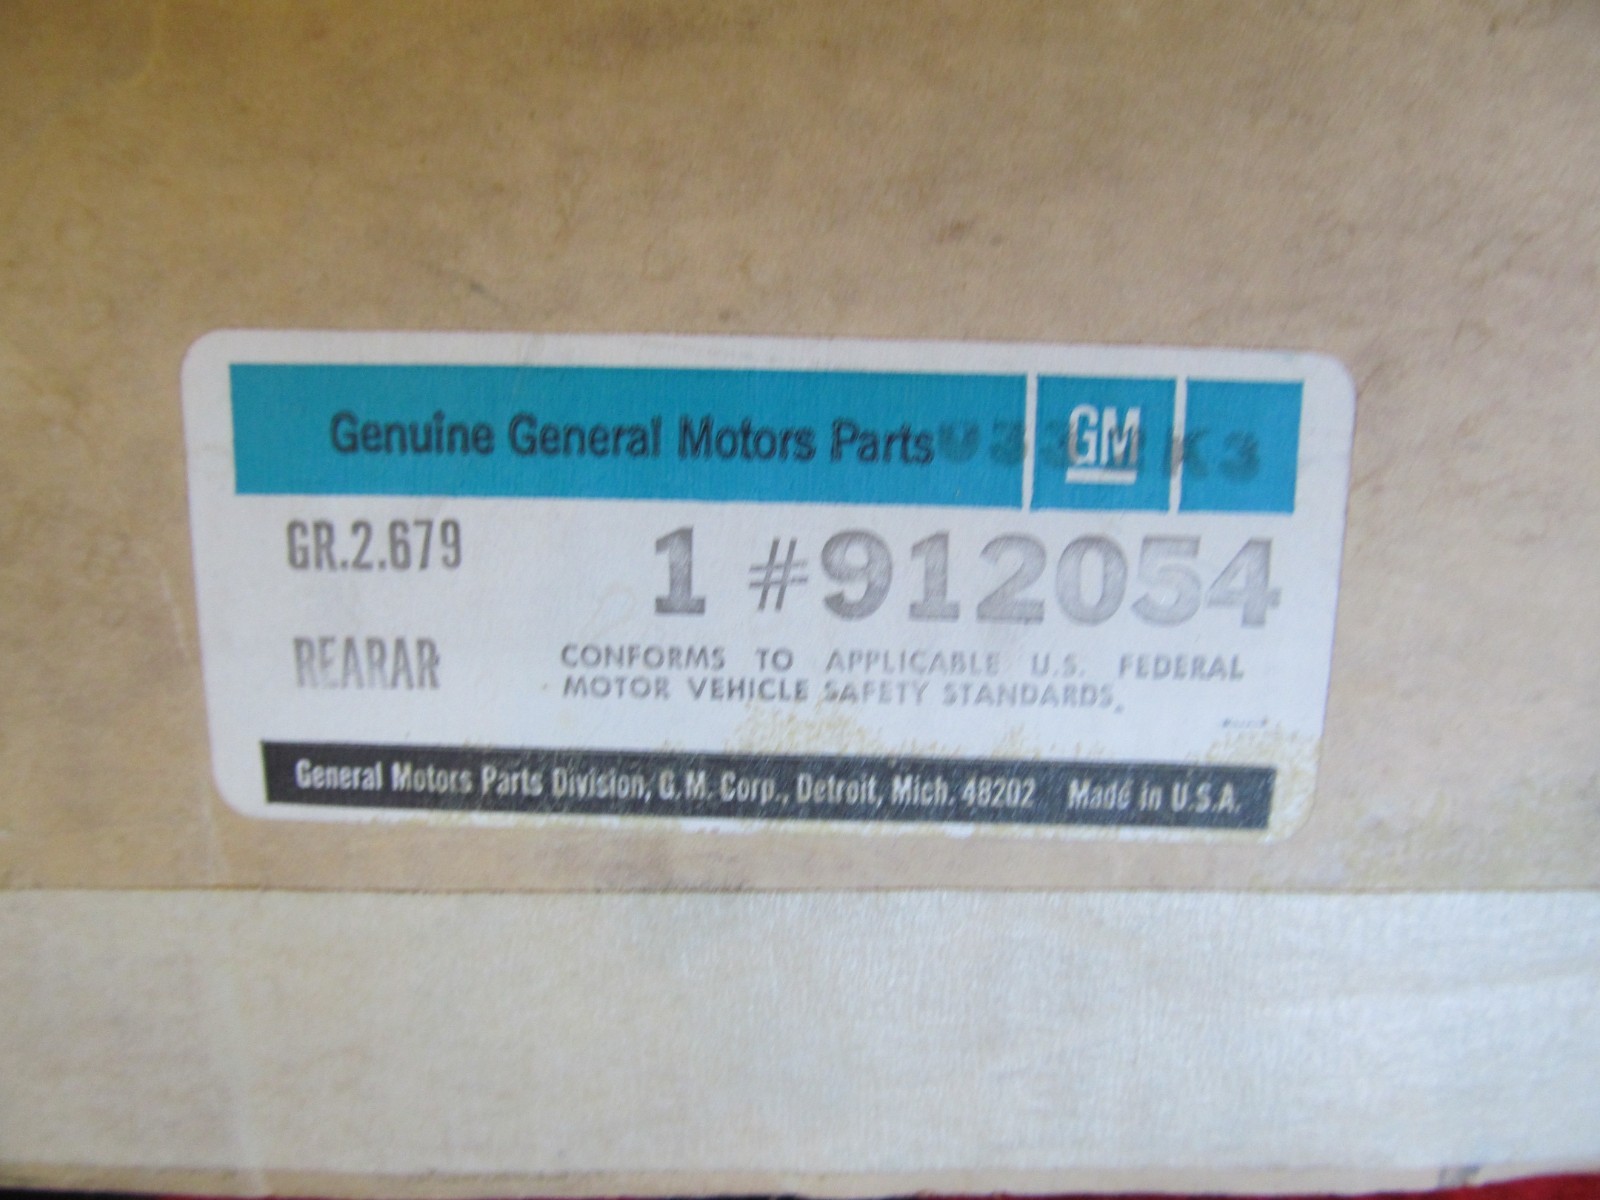 Genuine General Motors Parts
GM
K3
GR.2.679
1 #912054
REARAR
CONFORMS TO APPLICABLE U.S. FEDERAL
MOTOR VEHICLE SAFETY STANDARDS.
General Motors Parts Division, G.M. Corp., Detroit, Mich. 48202 Made in U.S.A.